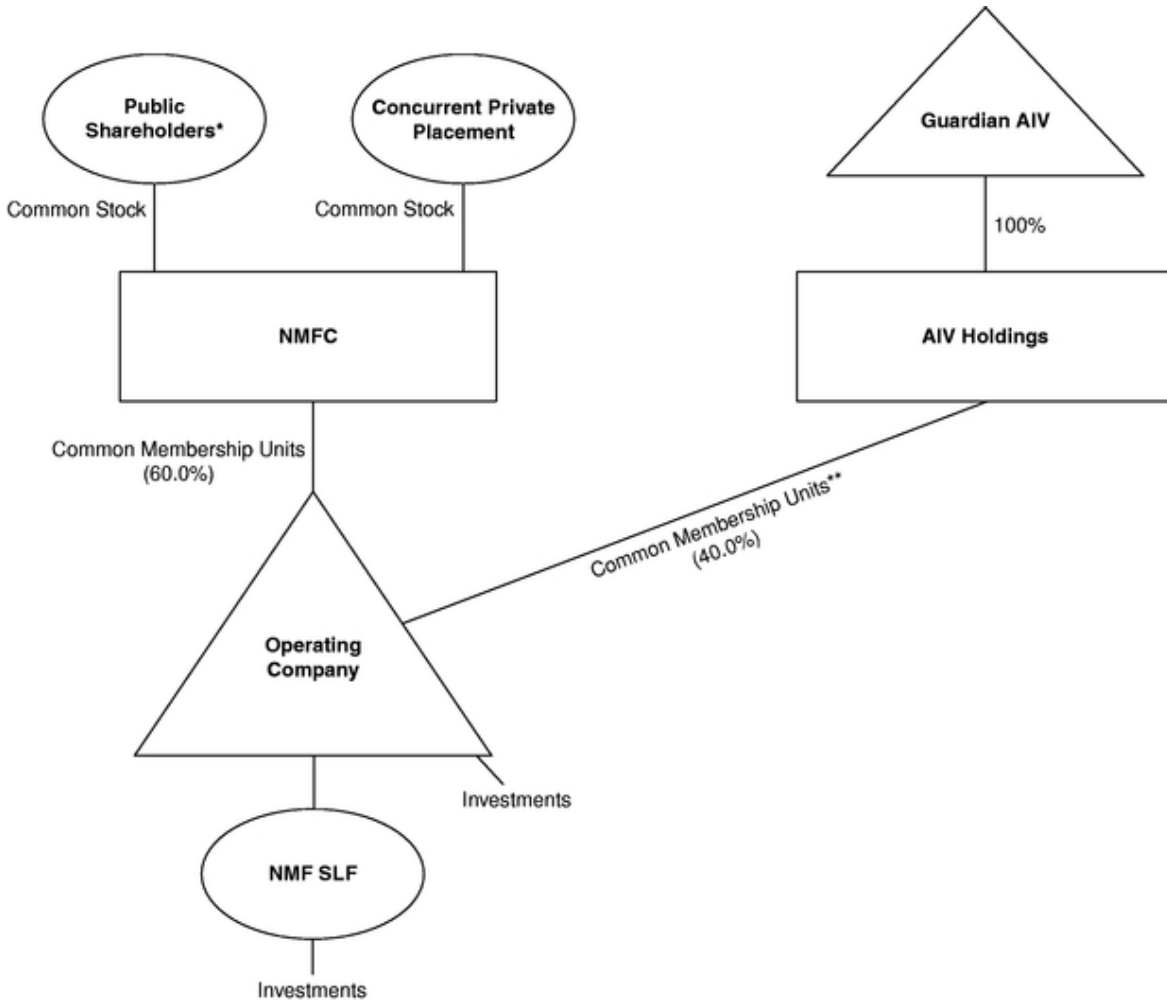 Public
Shareholders*
Concurrent Private
Placement
Guardian AIV
Common Stock
Common Stock
100%
NMFC
AIV Holdings
Common Membership Units
(60.0%)
Common Membership Units**
(40.0%)
Operating
Company
Investments
NMF SLF
Investments